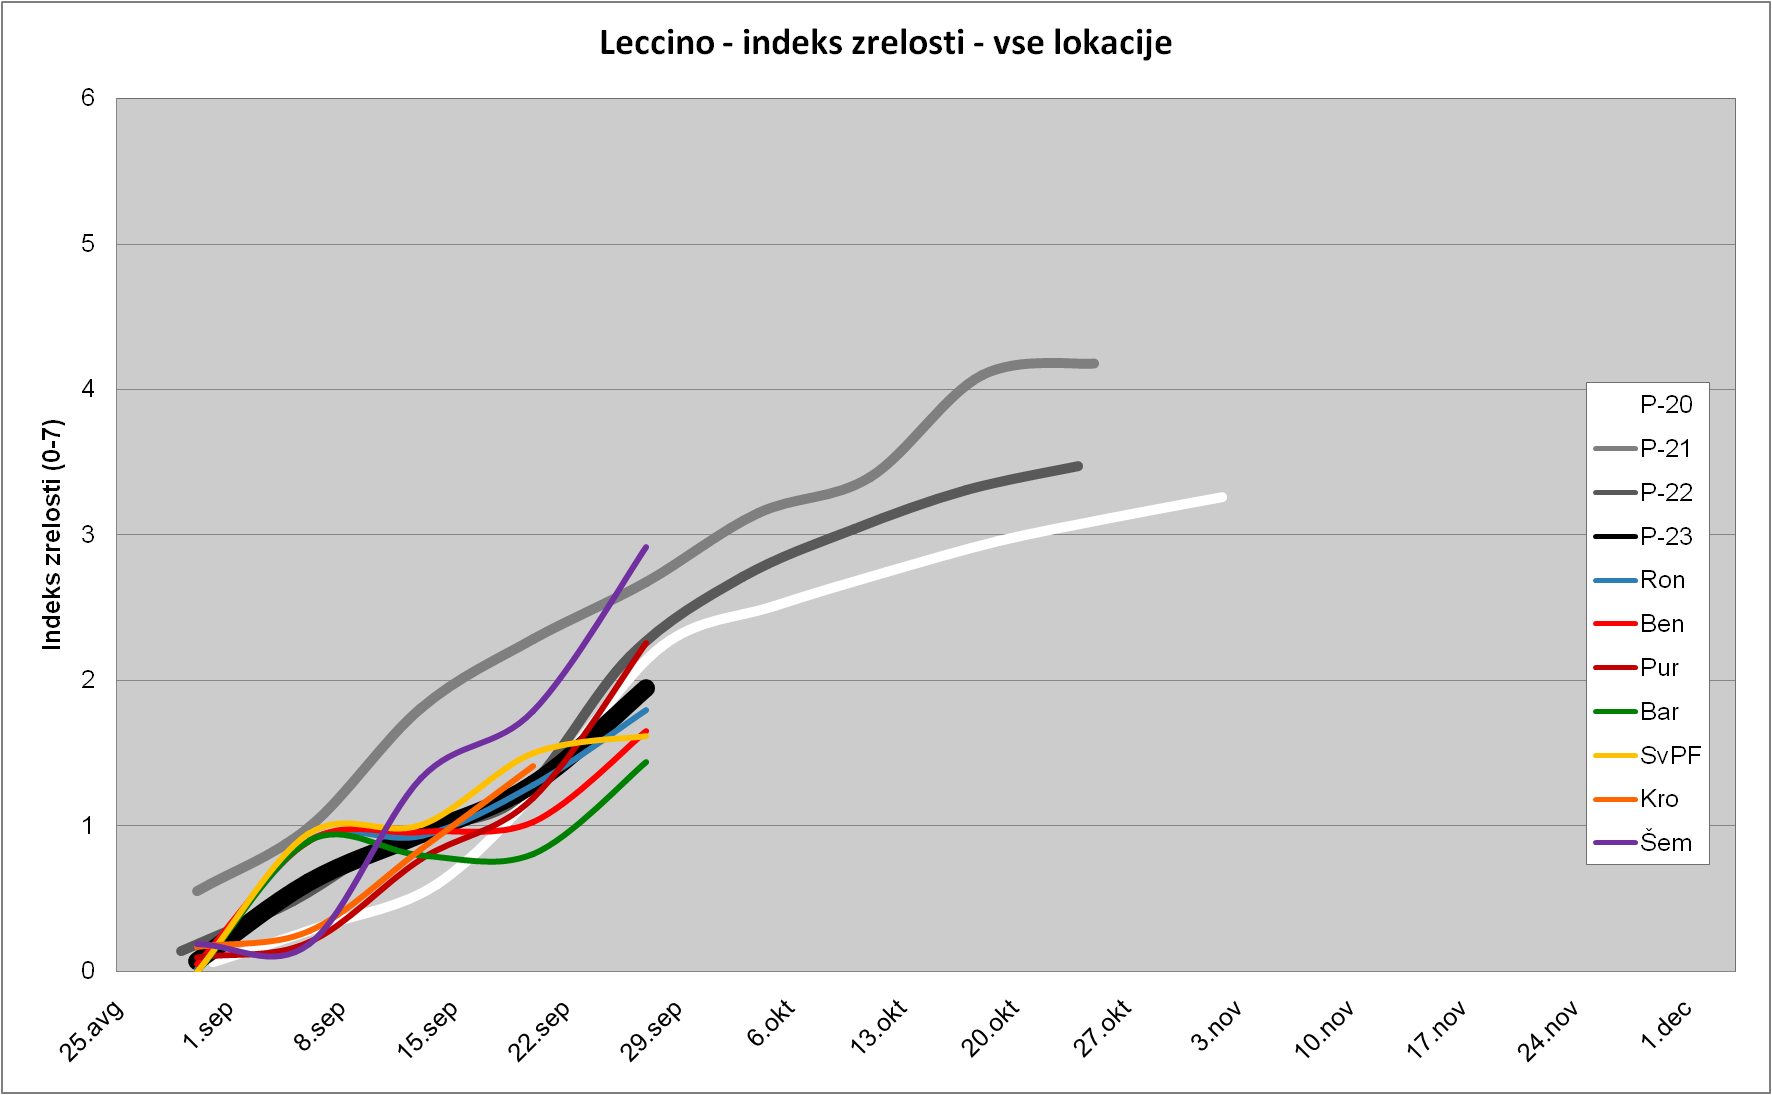 Leccino - indeks zrelosti - vse lokacije
Indeks zrelosti (0-7)
6
5
4
3
2
1
0
25.avg
1.sep
8.sep
15.sep
22.sep
29.sep
6.okt
13.okt
20.okt
27.okt
3.nov
10.nov
17.nov
24.nov
1.dec
P-20
P-21
P-22
P-23
Ron
Ben
Pur
Bar
SvPF
Kro
Šem